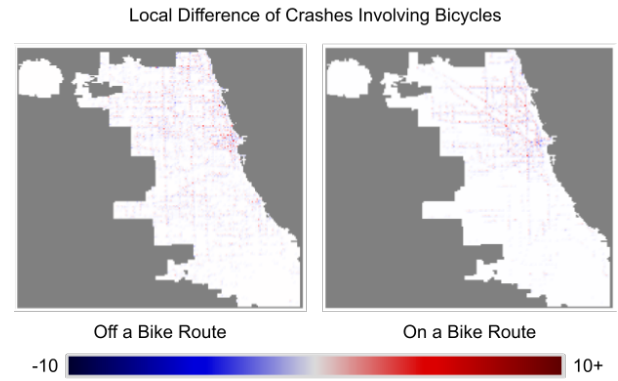 Local Difference of Crashes Involving Bicycles
Off a Bike Route
On a Bike Route
-10
10+